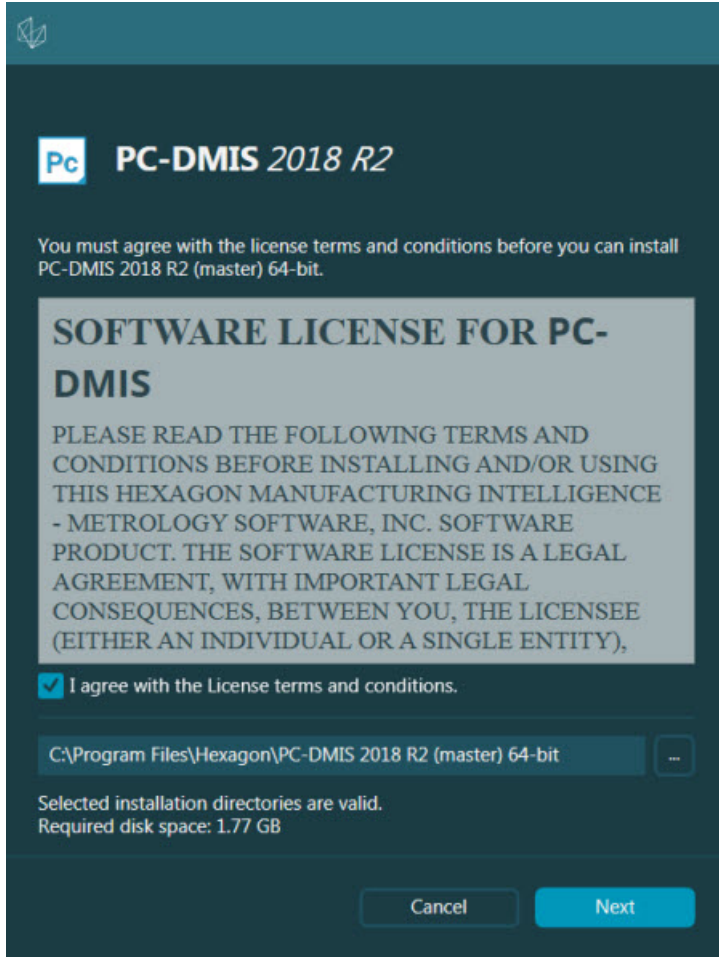 Pc PC-DMIS 2018 R2
You must agree with the license terms and conditions before you can install
PC-DMIS 2018 R2 (master) 64-bit.
SOFTWARE LICENSE FOR PC-
DMIS
PLEASE READ THE FOLLOWING TERMS AND
CONDITIONS BEFORE INSTALLING AND/OR USING
THIS HEXAGON MANUFACTURING INTELLIGENCE
- METROLOGY SOFTWARE, INC. SOFTWARE
PRODUCT. THE SOFTWARE LICENSE IS A LEGAL
AGREEMENT, WITH IMPORTANT LEGAL
CONSEQUENCES, BETWEEN YOU, THE LICENSEE
(EITHER AN INDIVIDUAL OR A SINGLE ENTITY),
I agree with the License terms and conditions.
C:\Program Files\Hexagon\PC-DMIS 2018 R2 (master) 64-bit ...
Selected installation directories are valid.
Required disk space: 1.77 GB
Cancel Next